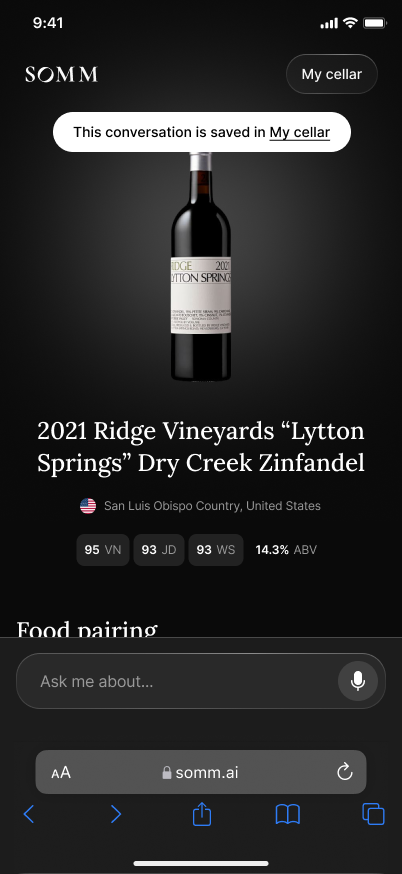 9:41
SOMM
My cellar
This conversation is saved in My cellar
RIDGE 2021
LYTTON SPRINGS
2021 Ridge Vineyards “Lytton
Springs” Dry Creek Zinfandel
San Luis Obispo Country, United States
95 VN 93 JD 93 WS 14.3% ABV
Food pairing
Ask me about...
AA somm.ai